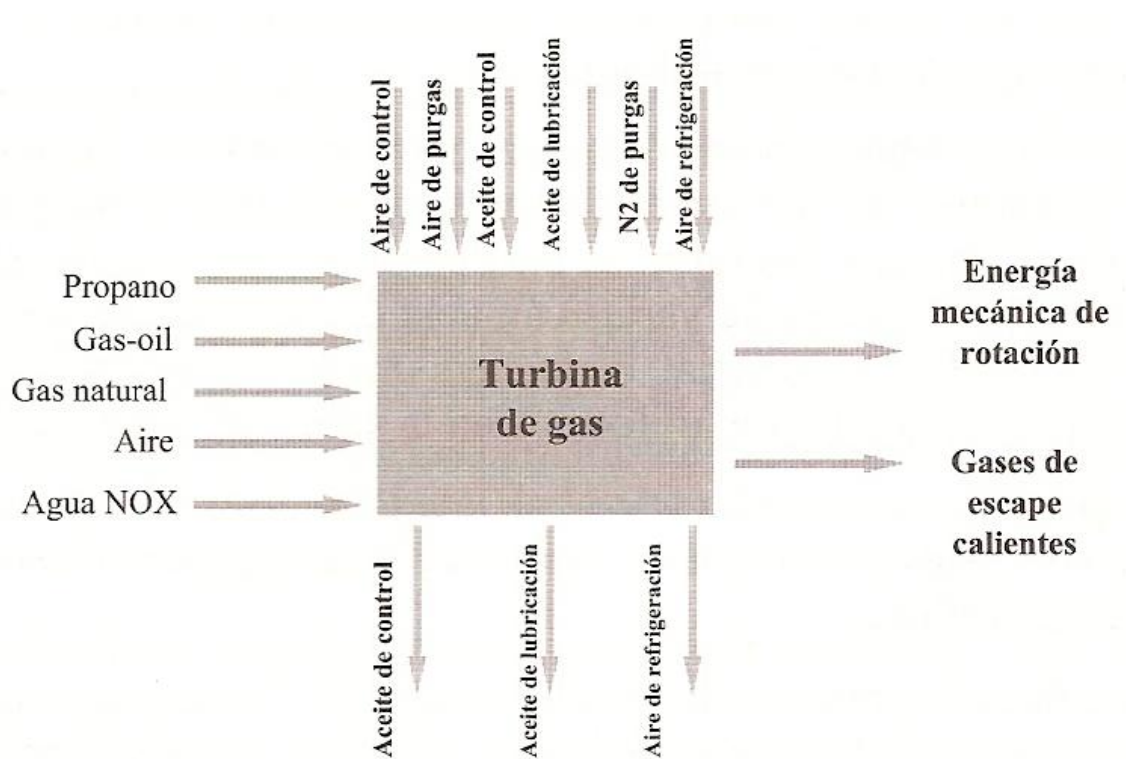 Aire de control
Aire de purgas
Aceite de control
Aceite de lubricación
N2 de purgas
Aire de refrigeración
Propano
Gas-oil
Gas natural
Aire
Agua NOX
Turbina
de gas
Energía
mecánica de
rotación
Gases de
escape
calientes
Aceite de control
Aceite de lubricación
Aire de refrigeración